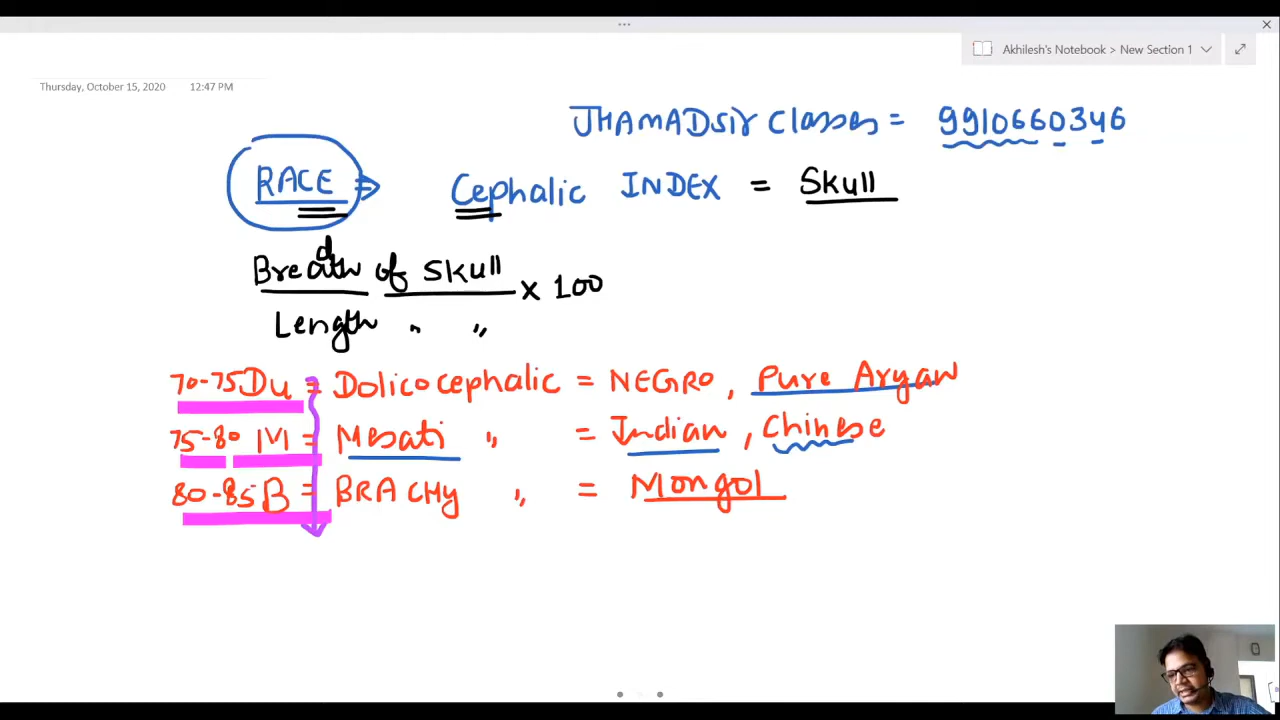 Akhilesh's Notebook > New Section 1
Thursday, October 15, 2020 12:47 PM
JHAMADSir Classes = 9910660346
RACE ⇒ Cephalic INDEX = Skull
Breadth of Skull
× 100
Length " "
70-75 Du = Dolicocephalic = NEGRO, Pure Aryan
75-80 M = Mesati " = Indian, Chinese
80-85 B = BRACHy " = Mongol